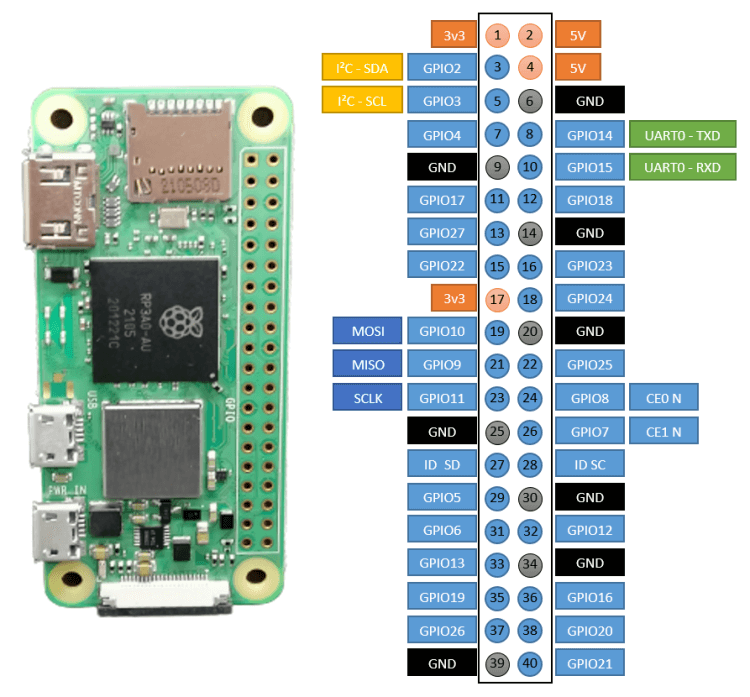 3v3 1 2 5V
I²C - SDA GPIO2 3 4 5V
I²C - SCL GPIO3 5 6 GND
GPIO4 7 8 GPIO14 UART0 - TXD
GND 9 10 GPIO15 UART0 - RXD
GPIO17 11 12 GPIO18
GPIO27 13 14 GND
GPIO22 15 16 GPIO23
3v3 17 18 GPIO24
MOSI GPIO10 19 20 GND
MISO GPIO9 21 22 GPIO25
SCLK GPIO11 23 24 GPIO8 CE0 N
GND 25 26 GPIO7 CE1 N
ID SD 27 28 ID SC
GPIO5 29 30 GND
GPIO6 31 32 GPIO12
GPIO13 33 34 GND
GPIO19 35 36 GPIO16
GPIO26 37 38 GPIO20
GND 39 40 GPIO21
210508D
RP3A0-AU
2105
201221C
USB
GPIO
PWR IN